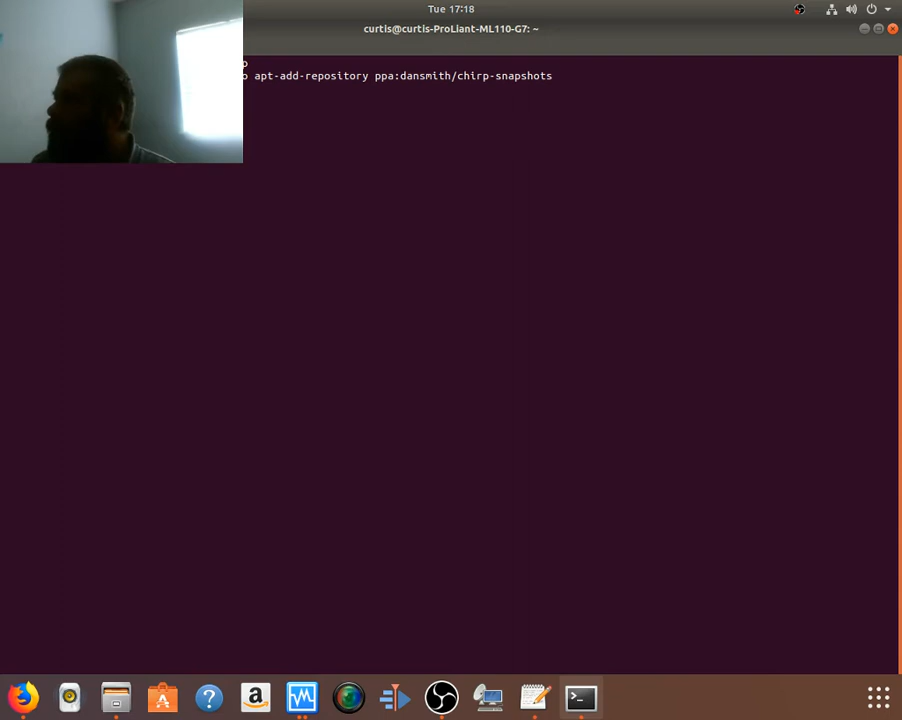 Tue 17:18
curtis@curtis-ProLiant-ML110-G7: ~
o
o apt-add-repository ppa:dansmith/chirp-snapshots